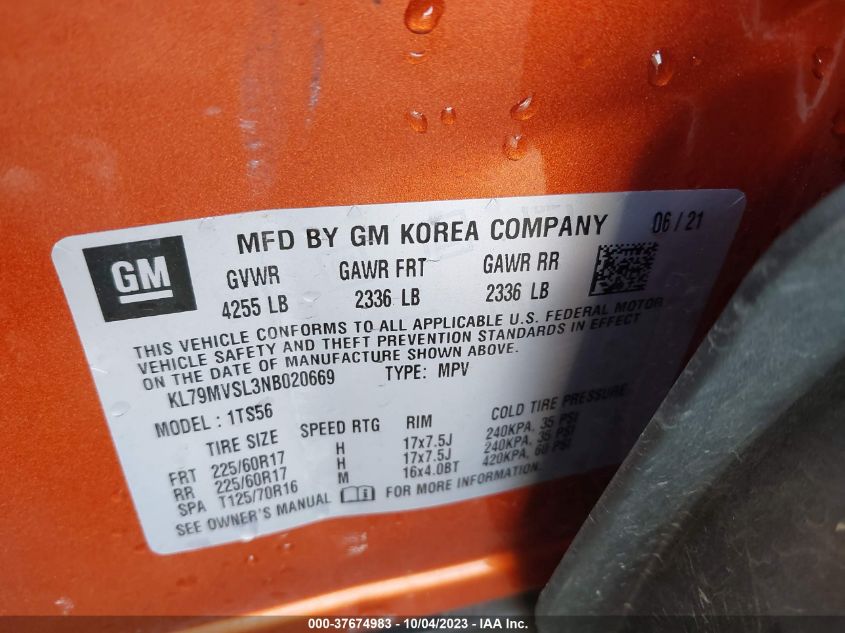 GM
MFD BY GM KOREA COMPANY 06/21
GVWR GAWR FRT GAWR RR
4255 LB 2336 LB 2336 LB
THIS VEHICLE CONFORMS TO ALL APPLICABLE U.S. FEDERAL MOTOR
VEHICLE SAFETY AND THEFT PREVENTION STANDARDS IN EFFECT
ON THE DATE OF MANUFACTURE SHOWN ABOVE.
KL79MVSL3NB020669 TYPE: MPV
MODEL: 1TS56
TIRE SIZE SPEED RTG RIM COLD TIRE PRESSURE
FRT 225/60R17 H 17x7.5J 240KPA, 35 PSI
RR 225/60R17 H 17x7.5J 240KPA, 35 PSI
SPA T125/70R16 M 16x4.0BT 420KPA, 60 PSI
SEE OWNER'S MANUAL FOR MORE INFORMATION.
000-37674983 - 10/04/2023 - IAA Inc.